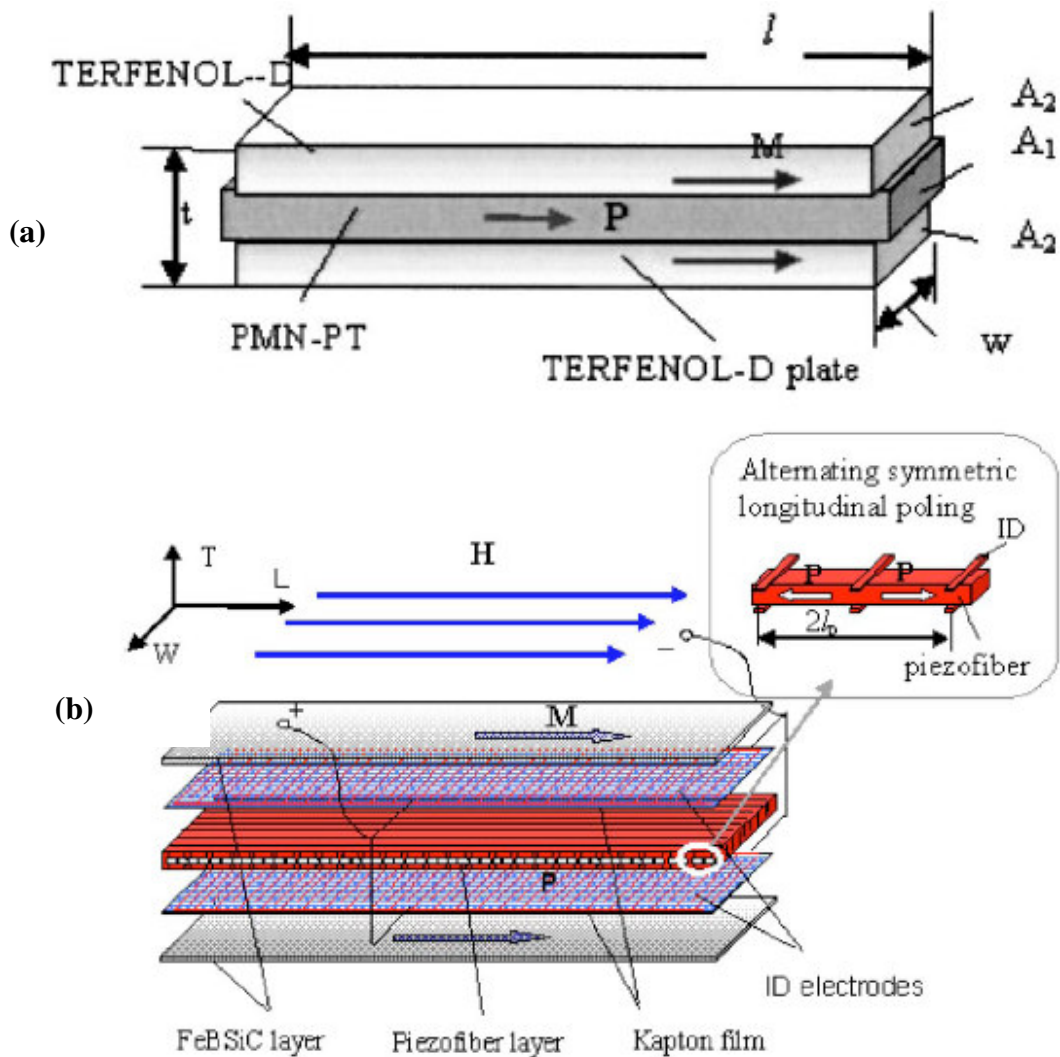 l
TERFENOL--D
A2
M
A1
t
P
(a)
A2
PMN-PT
w
TERFENOL-D plate
Alternating symmetric
longitudinal poling
ID
T
H
P P
L
2lp
W
piezofiber
−
(b)
+
M
P
ID electrodes
FeBSiC layer Piezofiber layer Kapton film